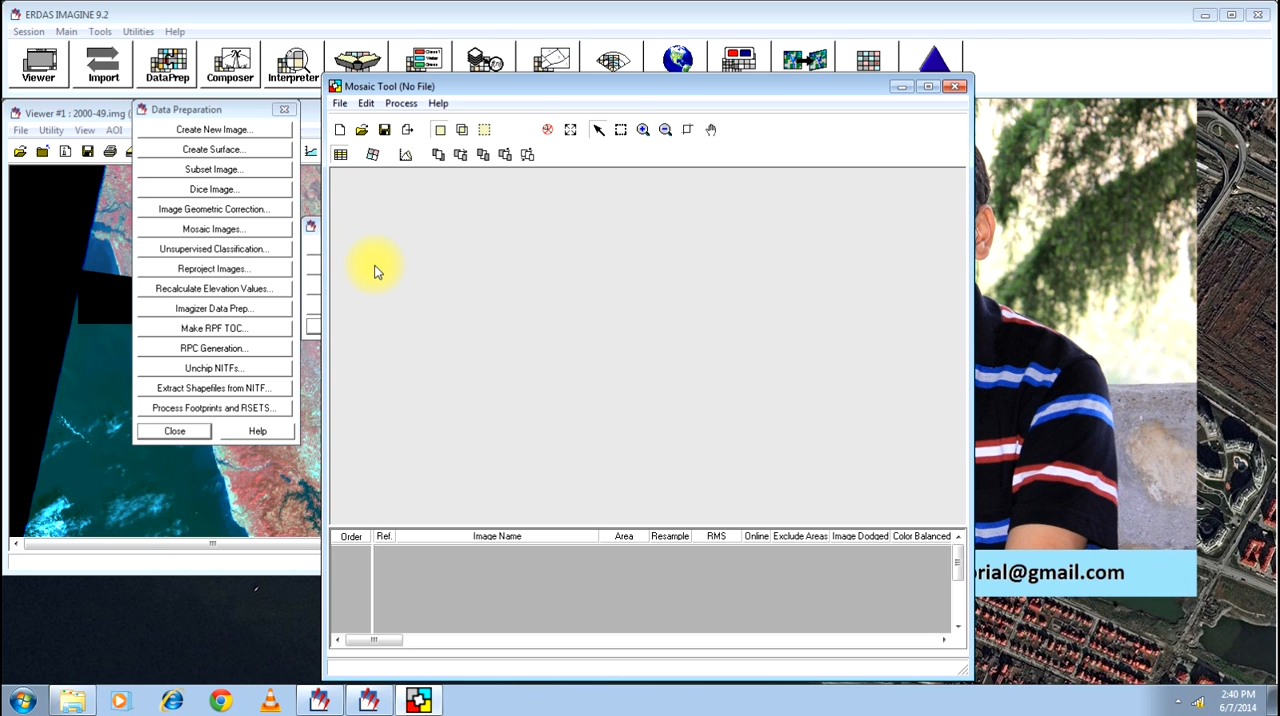 ERDAS IMAGINE 9.2
Session Main Tools Utilities Help
Viewer Import DataPrep Composer Interpreter
Mosaic Tool (No File)
File Edit Process Help
Viewer #1 : 2000-49.img (
File Utility View AOI
Data Preparation
Create New Image...
Create Surface...
Subset Image...
Dice Image...
Image Geometric Correction...
Mosaic Images...
Unsupervised Classification...
Reproject Images...
Recalculate Elevation Values...
Imagizer Data Prep...
Make RPF TOC...
RPC Generation...
Unchip NITFs...
Extract Shapefiles from NITF...
Process Footprints and RSETS...
Close Help
Order Ref. Image Name Area Resample RMS Online Exclude Areas Image Dodged Color Balanced
rial@gmail.com
2:40 PM
6/7/2014